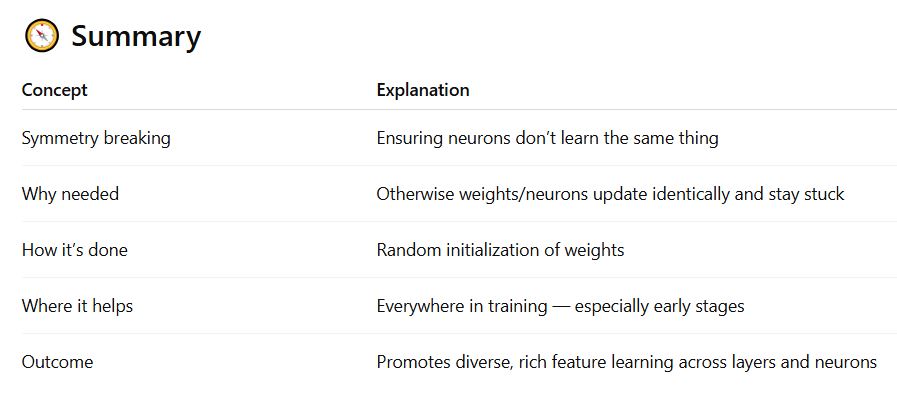 Summary
Concept Explanation
Symmetry breaking Ensuring neurons don’t learn the same thing
Why needed Otherwise weights/neurons update identically and stay stuck
How it’s done Random initialization of weights
Where it helps Everywhere in training — especially early stages
Outcome Promotes diverse, rich feature learning across layers and neurons